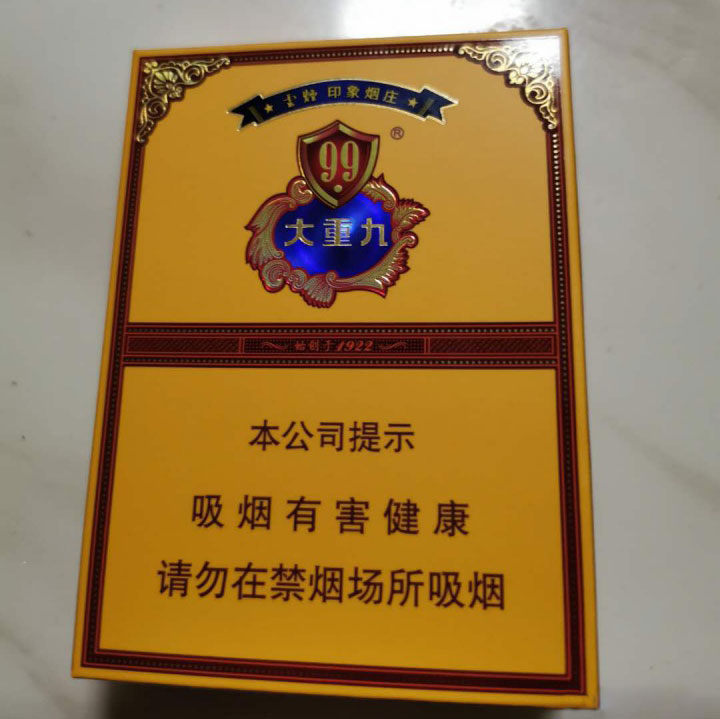 云烟 印象烟庄
99
®
大重九
始创于1922
本公司提示
吸烟有害健康
请勿在禁烟场所吸烟